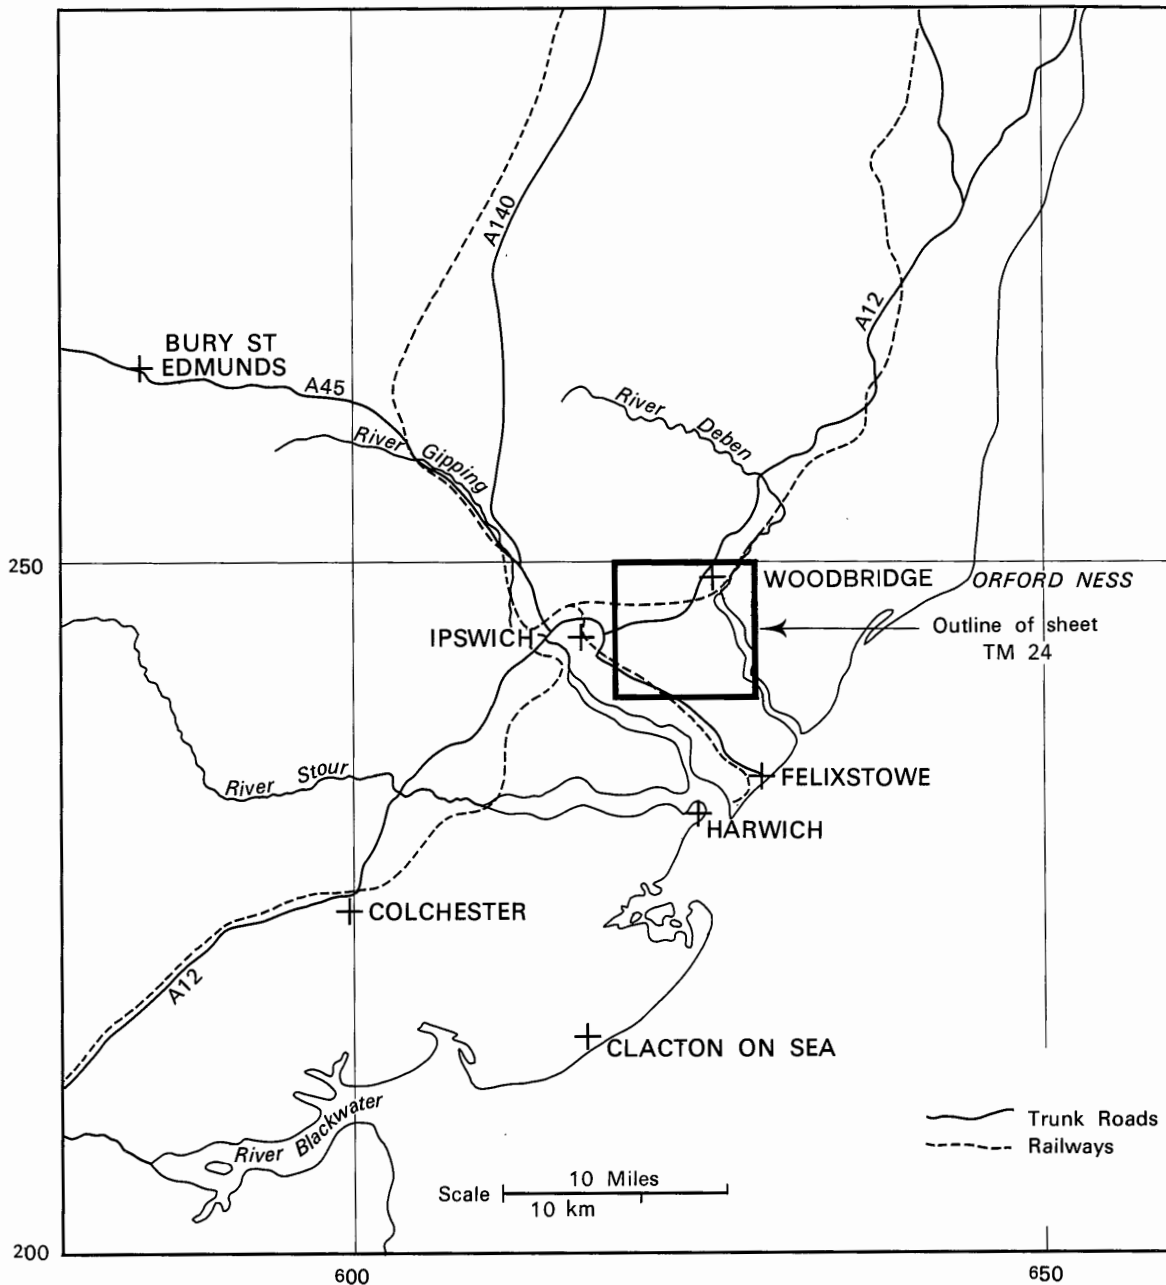 A140
A12
BURY ST
EDMUNDS
A45
River Gipping
River Deben
250
WOODBRIDGE
ORFORD NESS
IPSWICH
Outline of sheet
TM 24
River Stour
FELIXSTOWE
HARWICH
COLCHESTER
A12
CLACTON ON SEA
River Blackwater
Trunk Roads
Railways
Scale
10 Miles
10 km
200
600
650